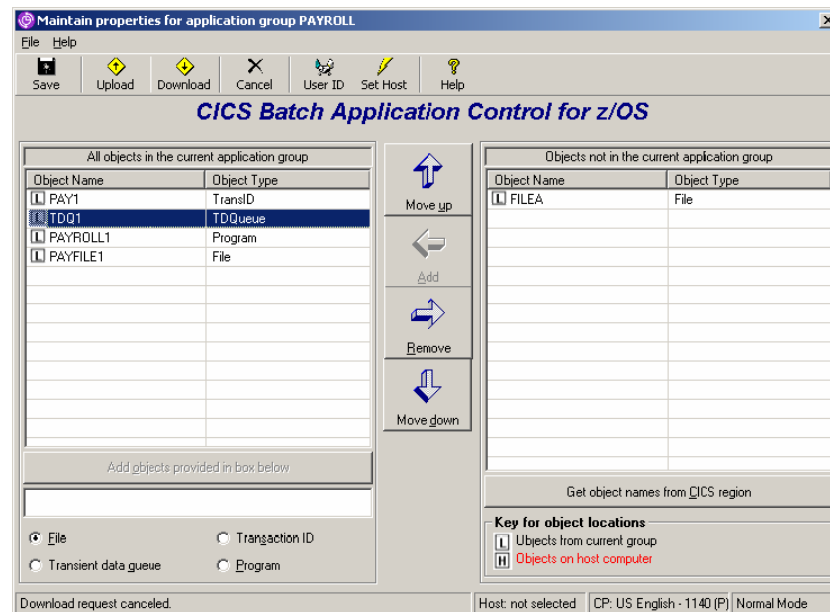 Maintain properties for application group PAYROLL
File Help
Save Upload Download Cancel User ID Set Host Help
CICS Batch Application Control for z/OS
All objects in the current application group
Object Name Object Type
L PAY1 TransID
L TDQ1 TDQueue
L PAYROLL1 Program
L PAYFILE1 File
Add objects provided in box below
File Transaction ID
Transient data queue Program
Move up
Add
Remove
Move down
Objects not in the current application group
Object Name Object Type
L FILEA File
Get object names from CICS region
Key for object locations
L Objects from current group
H Objects on host computer
Download request canceled. Host: not selected CP: US English - 1140 (P) Normal Mode